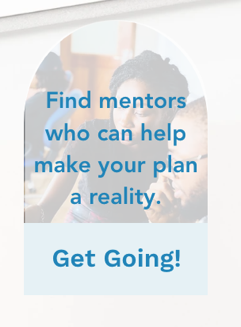 Find mentors
who can help
make your plan
a reality.
Get Going!